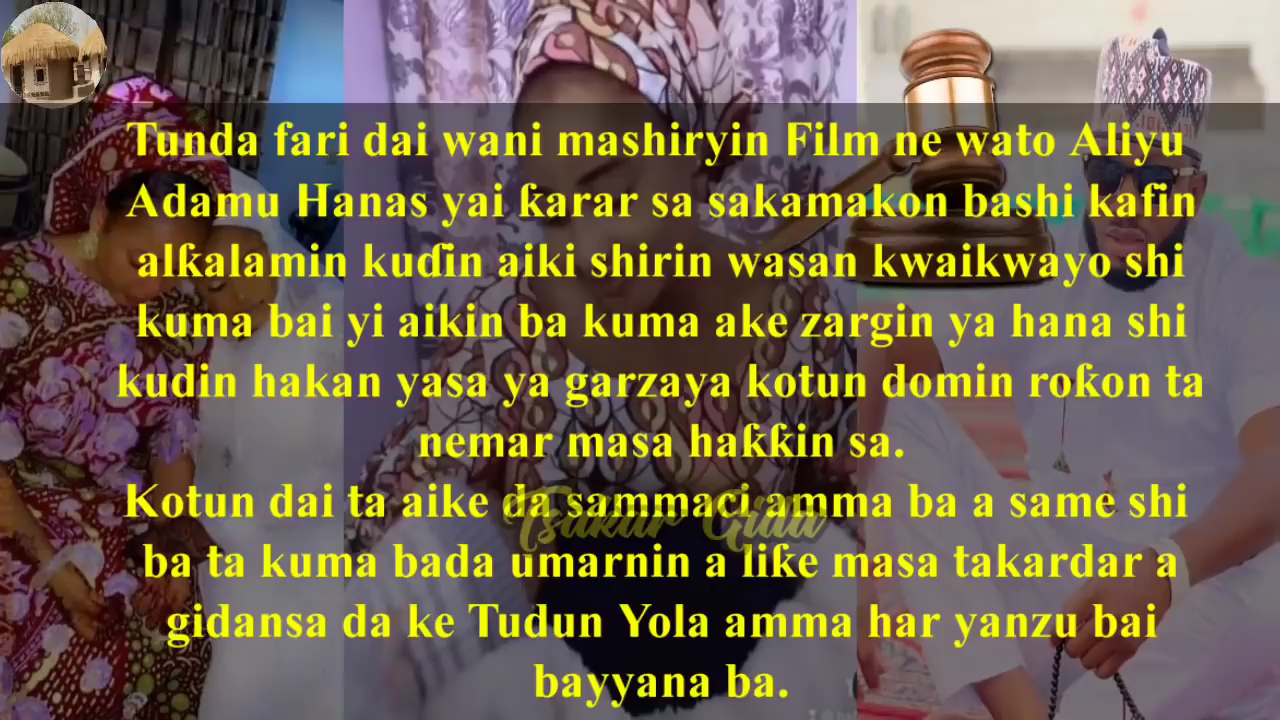 Tunda fari dai wani mashiryin Film ne wato Aliyu
Adamu Hanas yai ƙarar sa sakamakon bashi kafin
alƙalamin kuɗin aiki shirin wasan kwaikwayo shi
kuma bai yi aikin ba kuma ake zargin ya hana shi
kudin hakan yasa ya garzaya kotun domin roƙon ta
nemar masa haƙƙin sa.
Kotun dai ta aike da sammaci amma ba a same shi
ba ta kuma bada umarnin a liƙe masa takardar a
gidansa da ke Tudun Yola amma har yanzu bai
bayyana ba.
Tsakar Gida